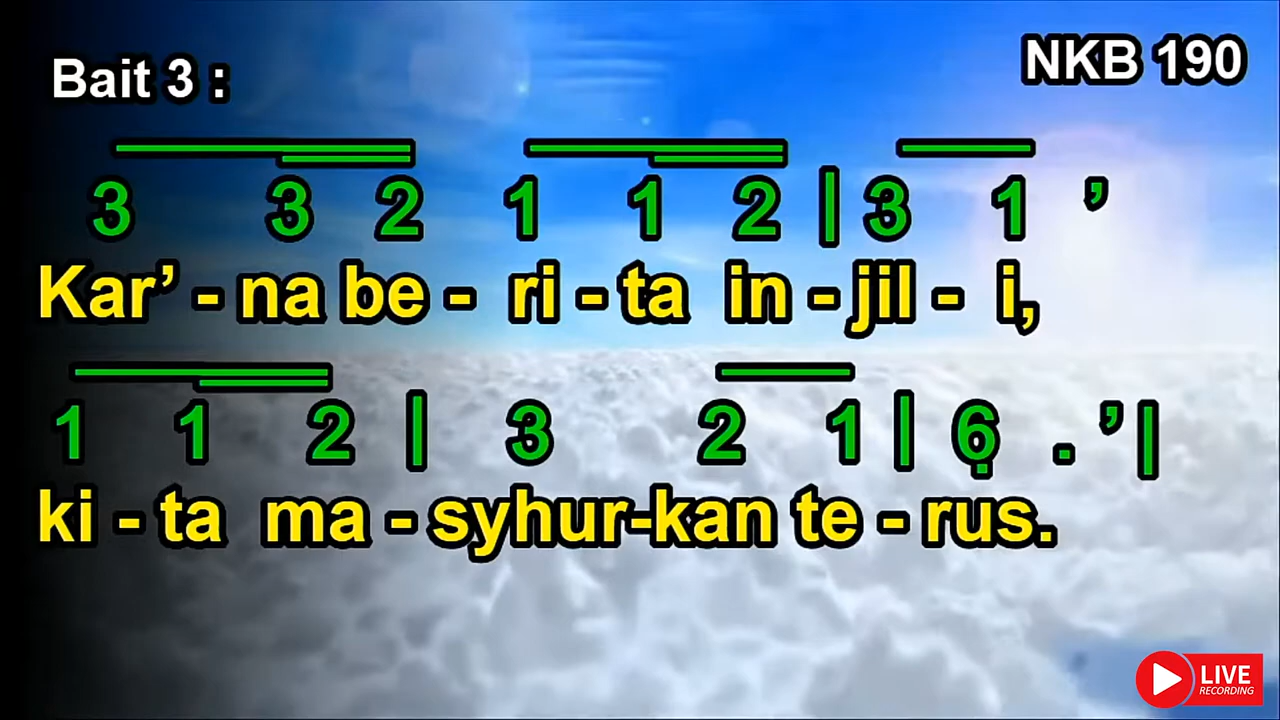 Bait 3 :
NKB 190
3 3 2 1 1 2 | 3 1 ’
Kar’ - na be - ri - ta in - jil - i,
1 1 2 | 3 2 1 | 6̣ . ’ |
ki - ta ma - syhur-kan te - rus.
LIVE
RECORDING